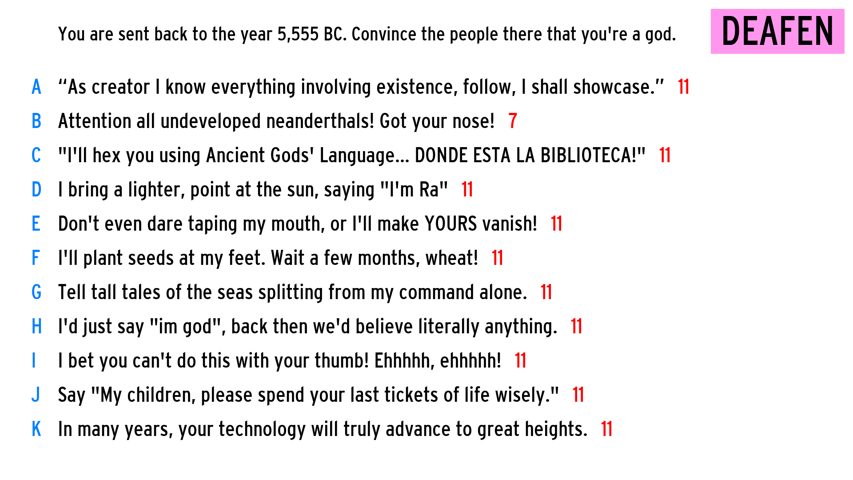 You are sent back to the year 5,555 BC. Convince the people there that you're a god.
DEAFEN
A “As creator I know everything involving existence, follow, I shall showcase.” 11
B Attention all undeveloped neanderthals! Got your nose! 7
C "I'll hex you using Ancient Gods' Language... DONDE ESTA LA BIBLIOTECA!" 11
D I bring a lighter, point at the sun, saying "I'm Ra" 11
E Don't even dare taping my mouth, or I'll make YOURS vanish! 11
F I'll plant seeds at my feet. Wait a few months, wheat! 11
G Tell tall tales of the seas splitting from my command alone. 11
H I'd just say "im god", back then we'd believe literally anything. 11
I I bet you can't do this with your thumb! Ehhhhh, ehhhhh! 11
J Say "My children, please spend your last tickets of life wisely." 11
K In many years, your technology will truly advance to great heights. 11